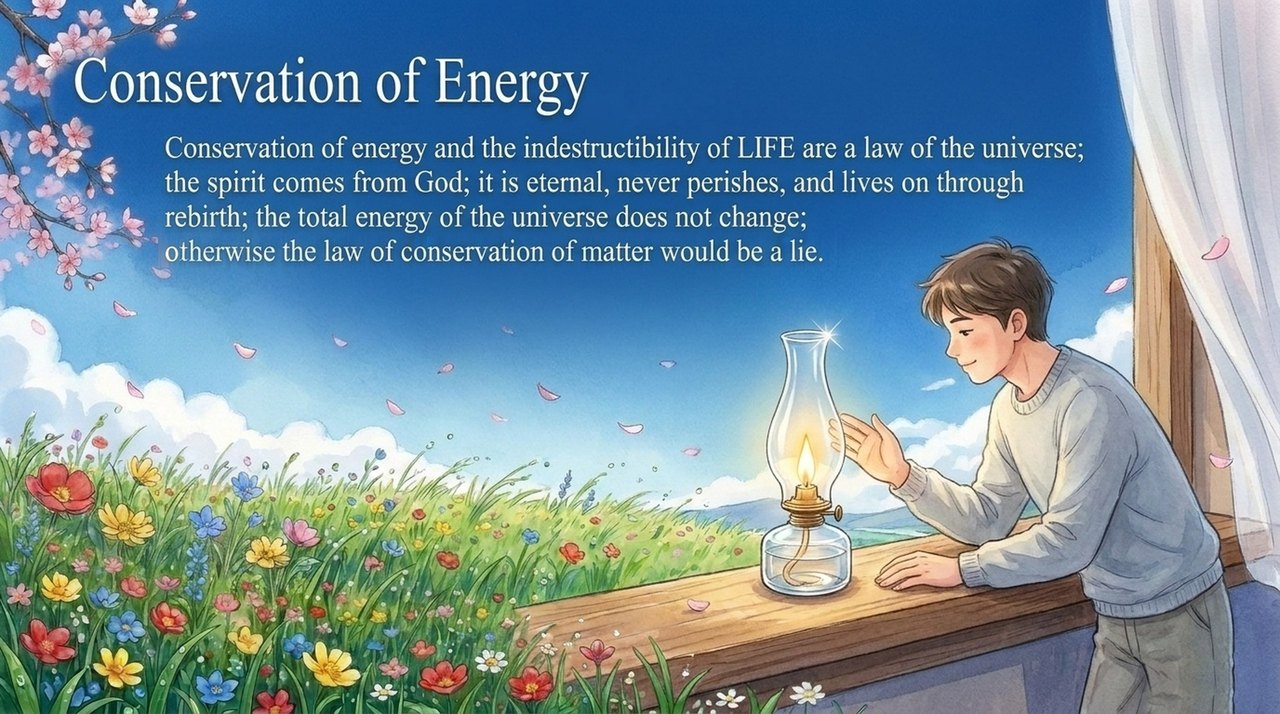 Conservation of Energy
Conservation of energy and the indestructibility of LIFE are a law of the universe;
the spirit comes from God; it is eternal, never perishes, and lives on through
rebirth; the total energy of the universe does not change;
otherwise the law of conservation of matter would be a lie.